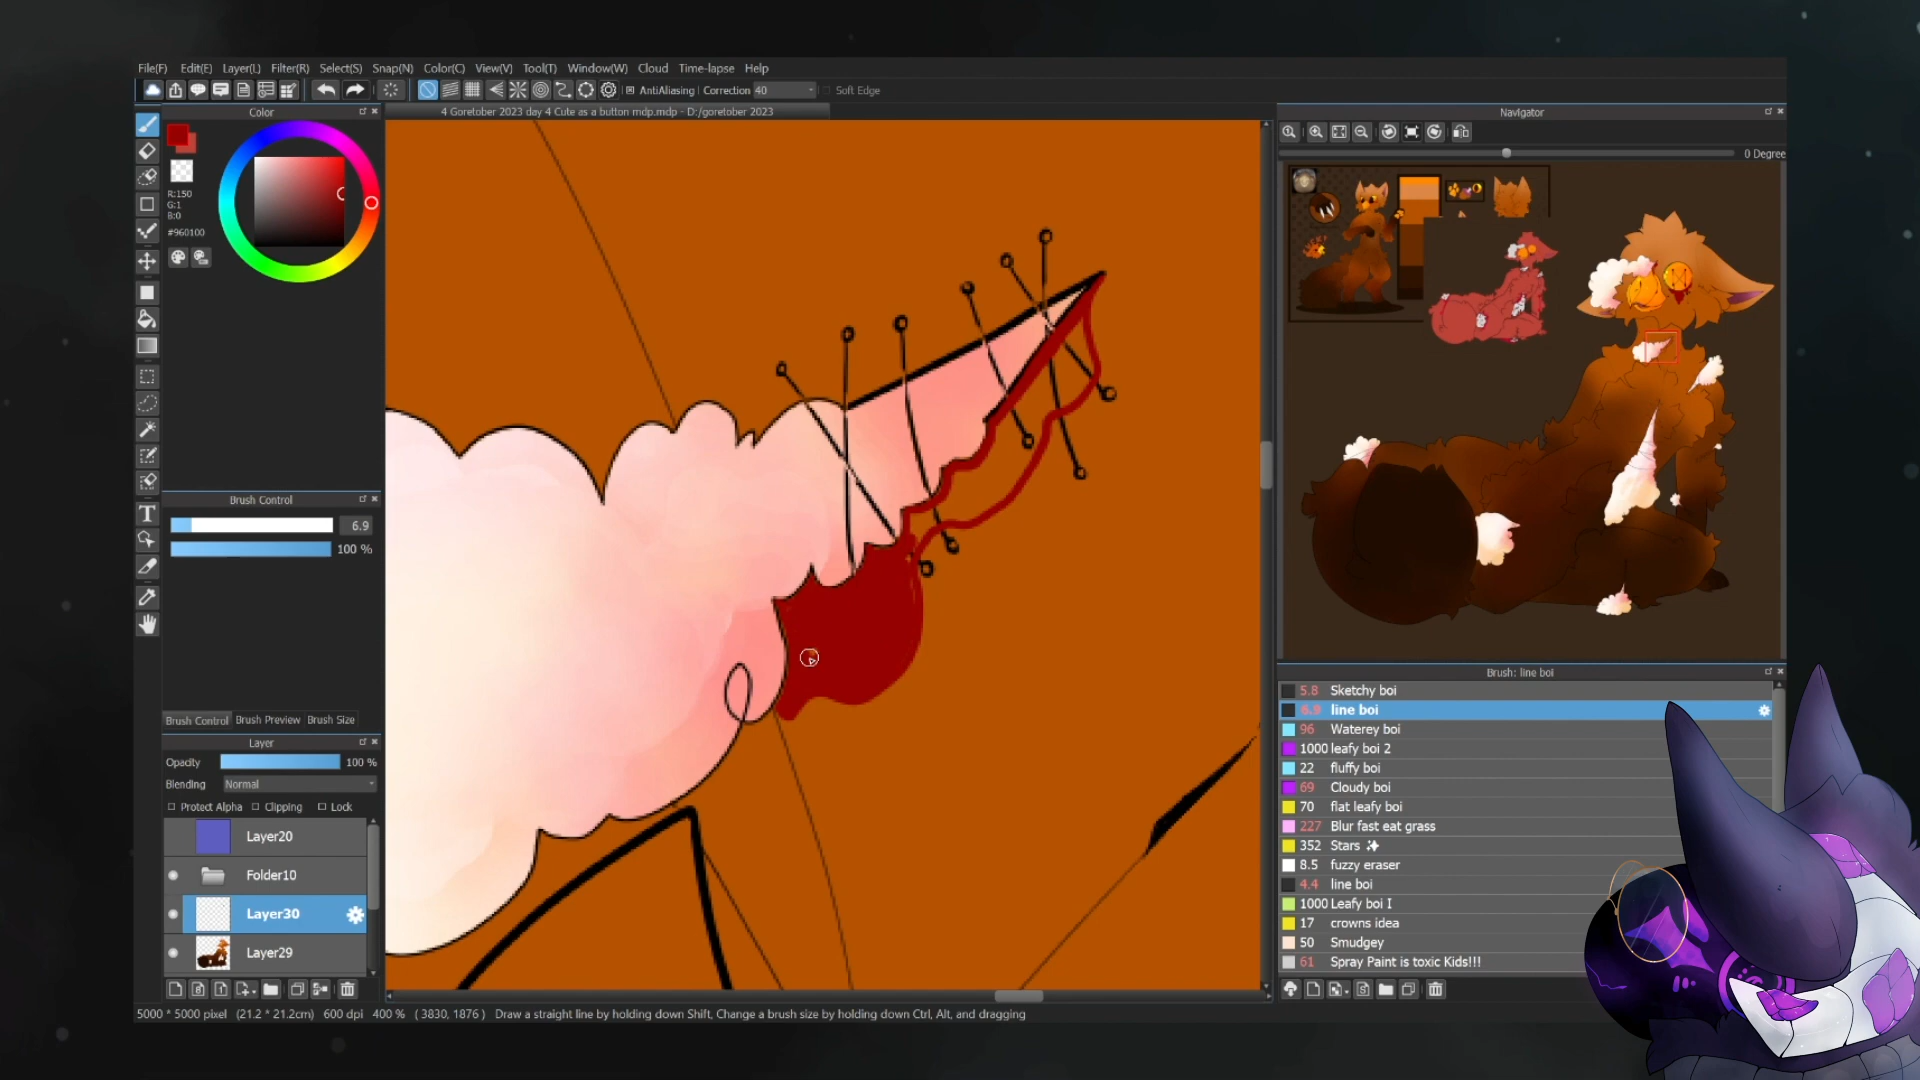 File(F) Edit(E) Layer(L) Filter(R) Select(S) Snap(N) Color(C) View(V) Tool(T) Window(W) Cloud Time-lapse Help
AntiAliasing Correction 40 Soft Edge
Color
4 Goretober 2023 day 4 Cute as a button mdp.mdp - D:/goretober 2023
Navigator
0 Degree
R:150
G:1
B:0
#960100
Brush Control
6.9
100 %
Brush Control Brush Preview Brush Size
Layer
Opacity 100 %
Blending Normal
Protect Alpha Clipping Lock
Layer20
Folder10
Layer30
Layer29
Brush: line boi
5.8 Sketchy boi
6.9 line boi
96 Waterey boi
1000 leafy boi 2
22 fluffy boi
69 Cloudy boi
70 flat leafy boi
227 Blur fast eat grass
352 Stars ✨
8.5 fuzzy eraser
4.4 line boi
1000 Leafy boi I
17 crowns idea
50 Smudgey
61 Spray Paint is toxic Kids!!!
5000 * 5000 pixel (21.2 * 21.2cm) 600 dpi 400 % ( 3830, 1876 ) Draw a straight line by holding down Shift, Change a brush size by holding down Ctrl, Alt, and dragging